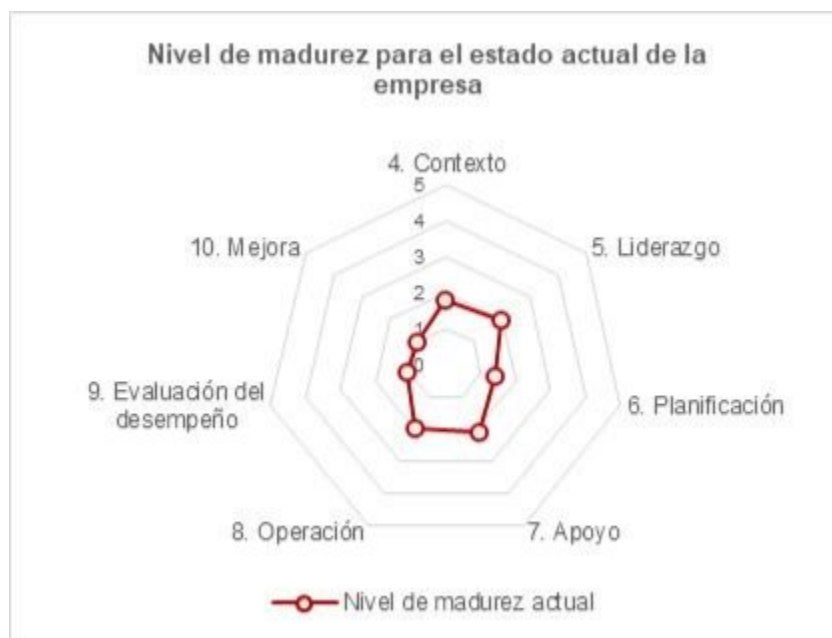 Nivel de madurez para el estado actual de la
empresa
4. Contexto
5
4
3
2
1
0
10. Mejora
5. Liderazgo
9. Evaluación del
desempeño
6. Planificación
8. Operación
7. Apoyo
Nivel de madurez actual